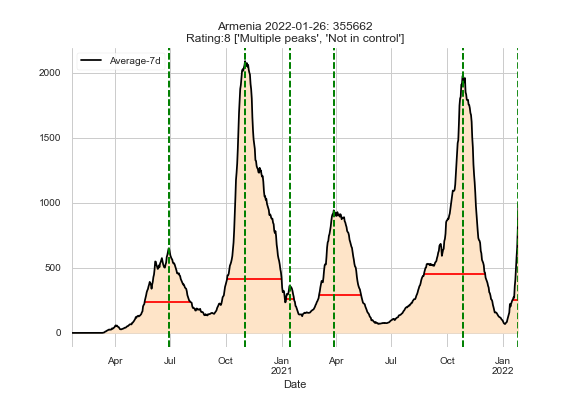 Armenia 2022-01-26: 355662
Rating:8 ['Multiple peaks', 'Not in control']
Average-7d
2000
1500
1000
500
0
Apr Jul Oct Jan Apr Jul Oct Jan
2021 2022
Date